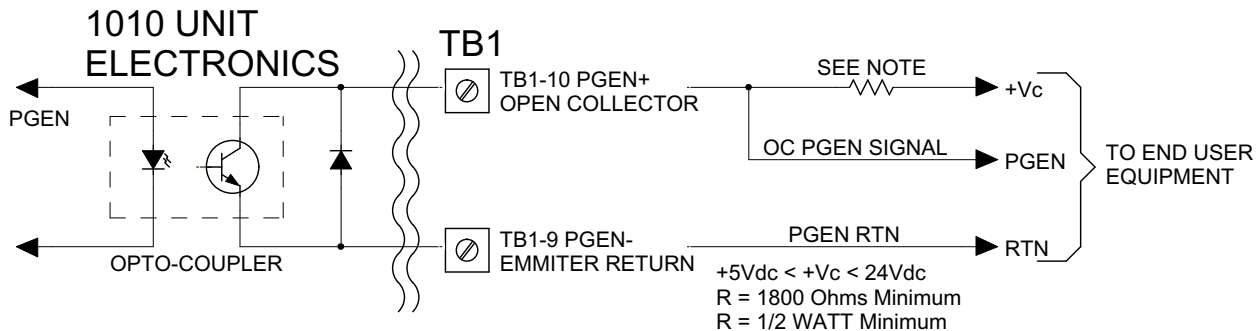 1010 UNIT
ELECTRONICS
TB1
PGEN
TB1-10 PGEN+
OPEN COLLECTOR
SEE NOTE
+Vc
OC PGEN SIGNAL
PGEN
TO END USER
EQUIPMENT
OPTO-COUPLER
TB1-9 PGEN-
EMMITER RETURN
PGEN RTN
RTN
+5Vdc < +Vc < 24Vdc
R = 1800 Ohms Minimum
R = 1/2 WATT Minimum